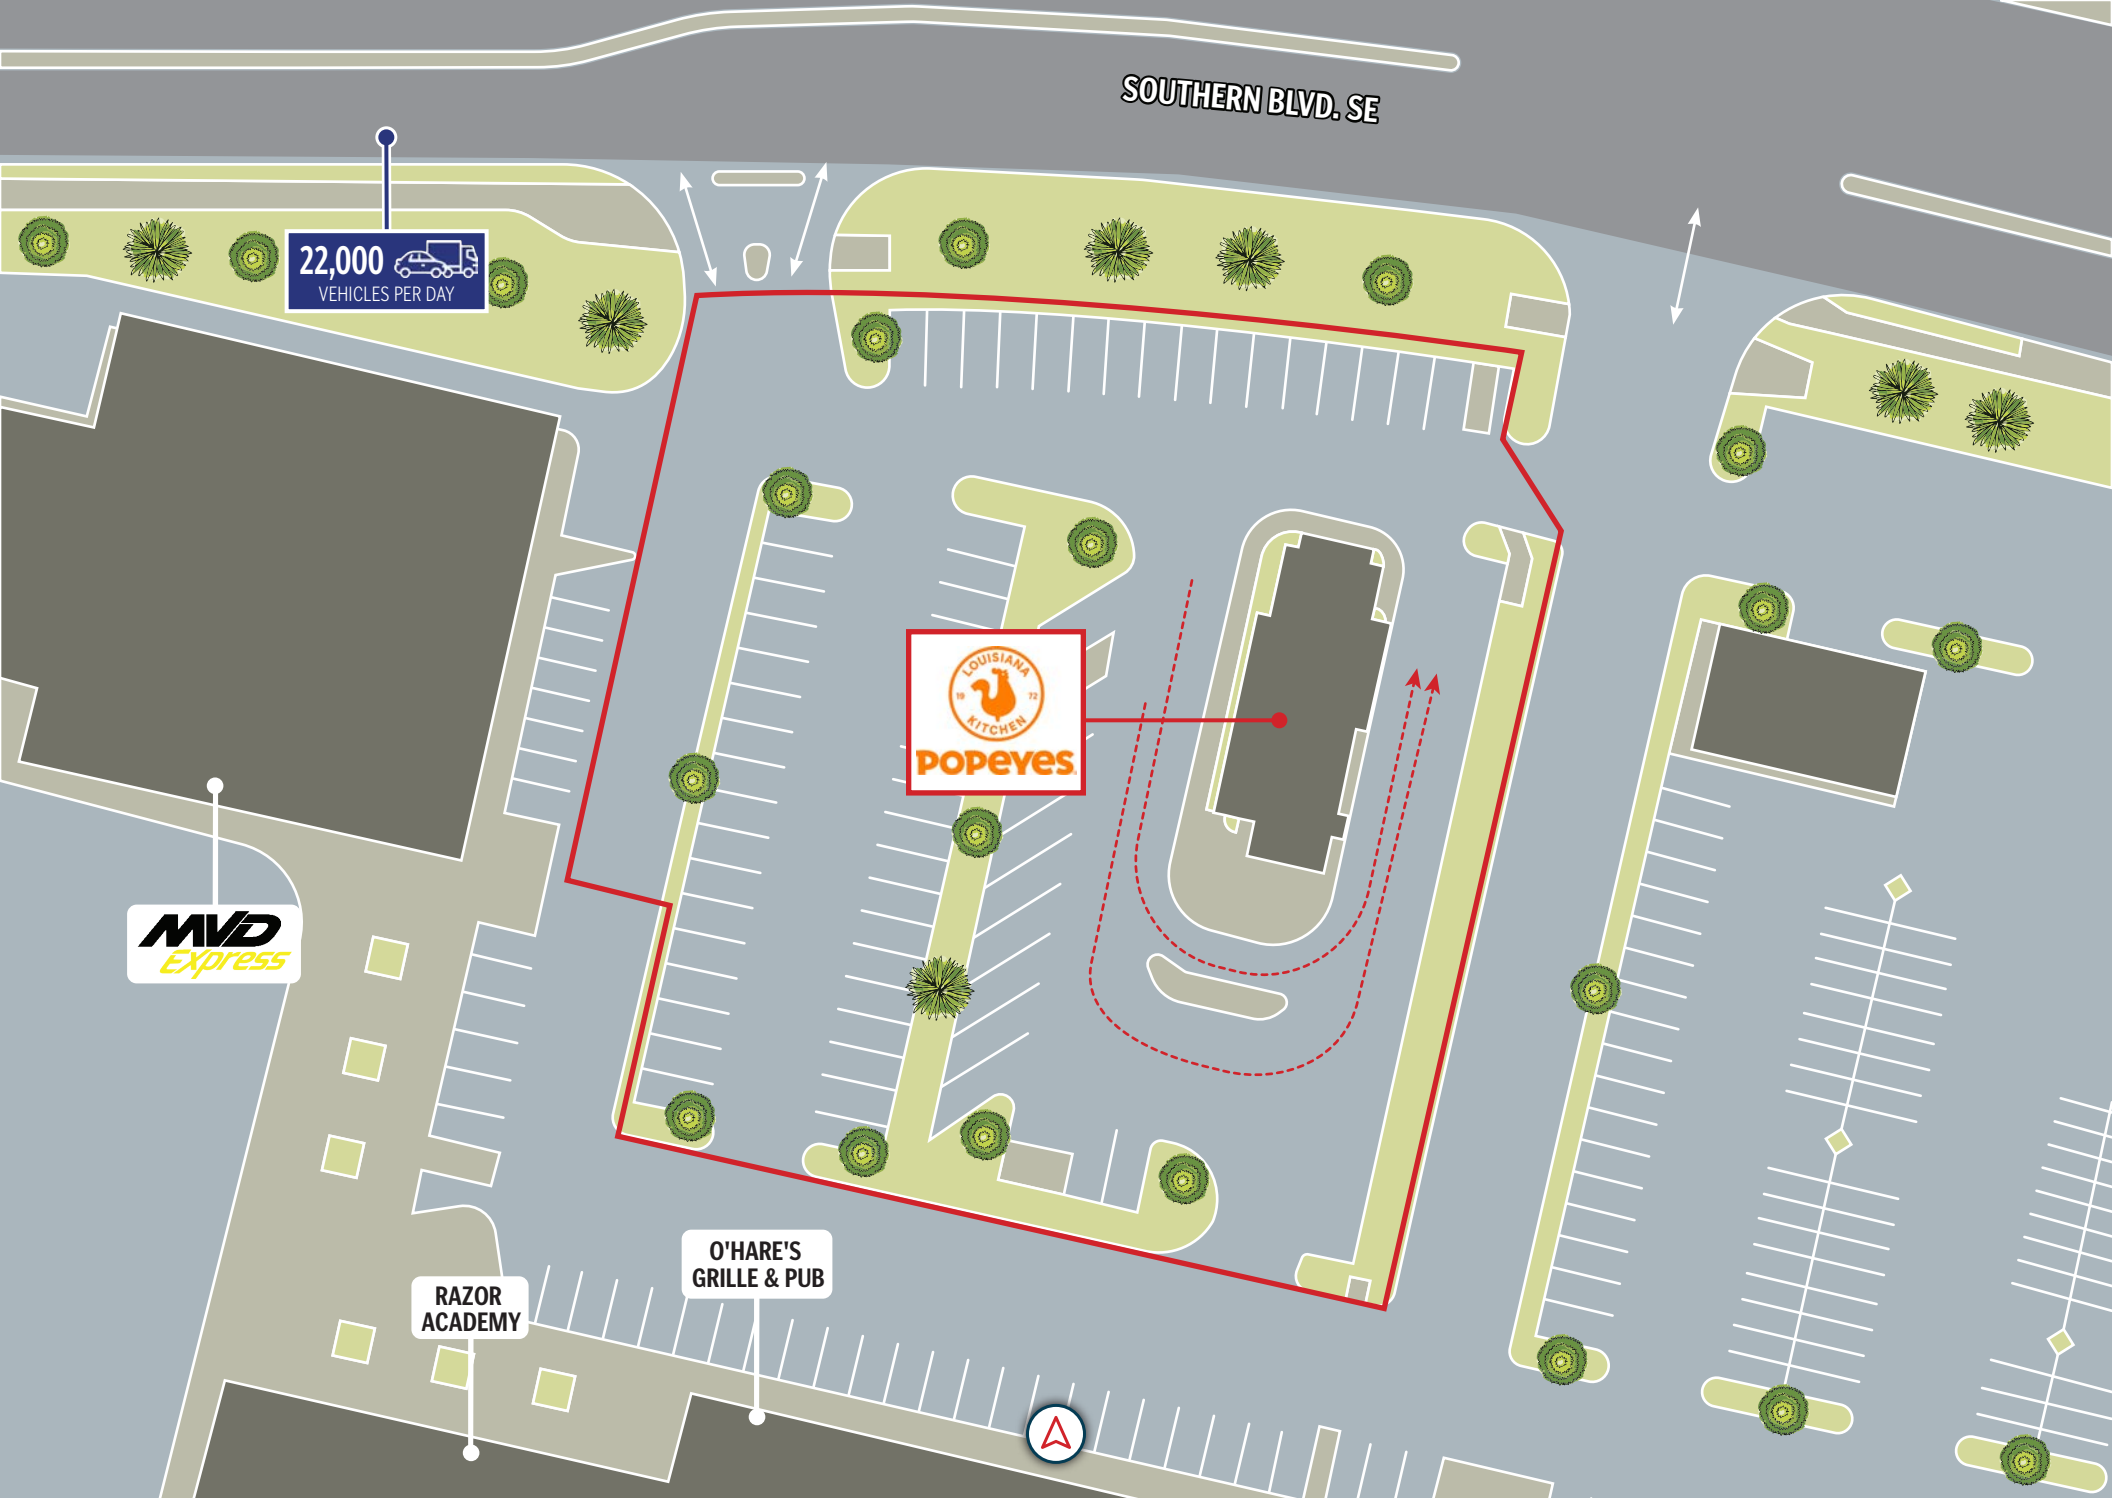 SOUTHERN BLVD. SE
22,000
VEHICLES PER DAY
LOUISIANA
19 72
KITCHEN
POPEYES
MVD
Express
O'HARE'S
GRILLE & PUB
RAZOR
ACADEMY